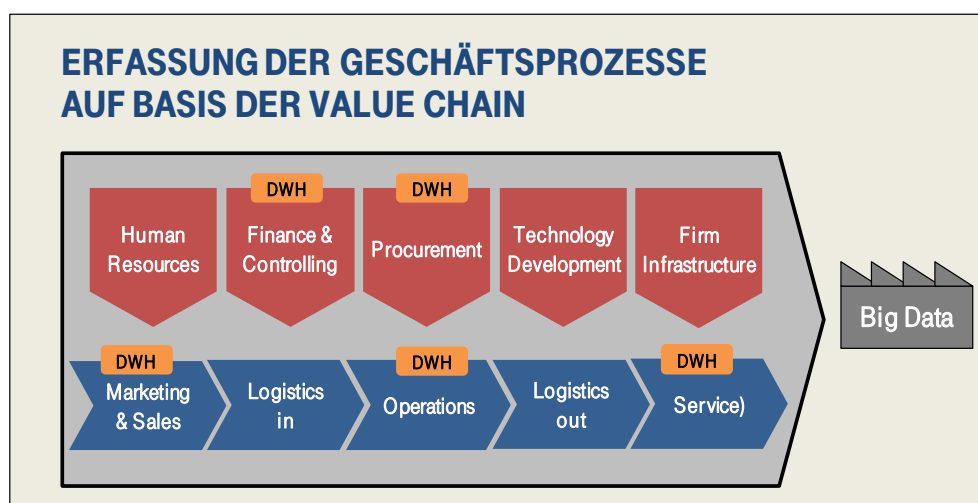 ERFASSUNG DER GESCHÄFTSPROZESSE
AUF BASIS DER VALUE CHAIN
DWH
DWH
Human
Resources
Finance &
Controlling
Procurement
Technology
Development
Firm
Infrastructure
Big Data
DWH
DWH
DWH
Marketing
& Sales
Logistics
in
Operations
Logistics
out
Service)